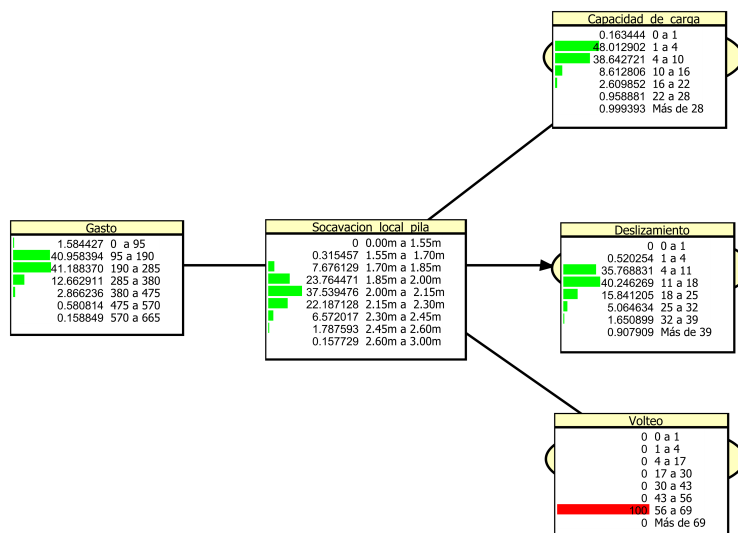 Capacidad de carga
0.163444 0 a 1
48.012902 1 a 4
38.642721 4 a 10
8.612806 10 a 16
2.609852 16 a 22
0.958881 22 a 28
0.999393 Más de 28
Gasto
1.584427 0 a 95
40.958394 95 a 190
41.188370 190 a 285
12.662911 285 a 380
2.866236 380 a 475
0.580814 475 a 570
0.158849 570 a 665
Socavacion local pila
0 0.00m a 1.55m
0.315457 1.55m a 1.70m
7.676129 1.70m a 1.85m
23.764471 1.85m a 2.00m
37.539476 2.00m a 2.15m
22.187128 2.15m a 2.30m
6.572017 2.30m a 2.45m
1.787593 2.45m a 2.60m
0.157729 2.60m a 3.00m
Deslizamiento
0 0 a 1
0.520254 1 a 4
35.768831 4 a 11
40.246269 11 a 18
15.841205 18 a 25
5.064634 25 a 32
1.650899 32 a 39
0.907909 Más de 39
Volteo
0 0 a 1
0 1 a 4
0 4 a 17
0 17 a 30
0 30 a 43
0 43 a 56
100 56 a 69
0 Más de 69